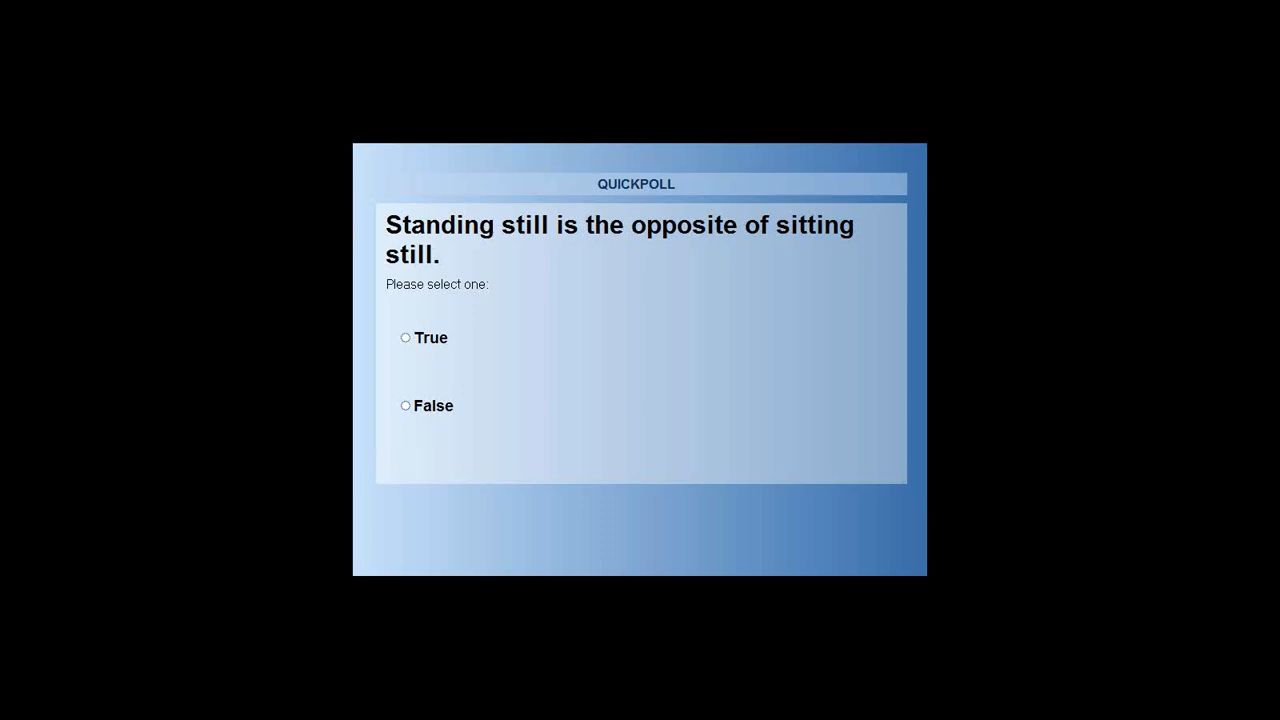 QUICKPOLL
Standing still is the opposite of sitting
still.
Please select one:
True
False